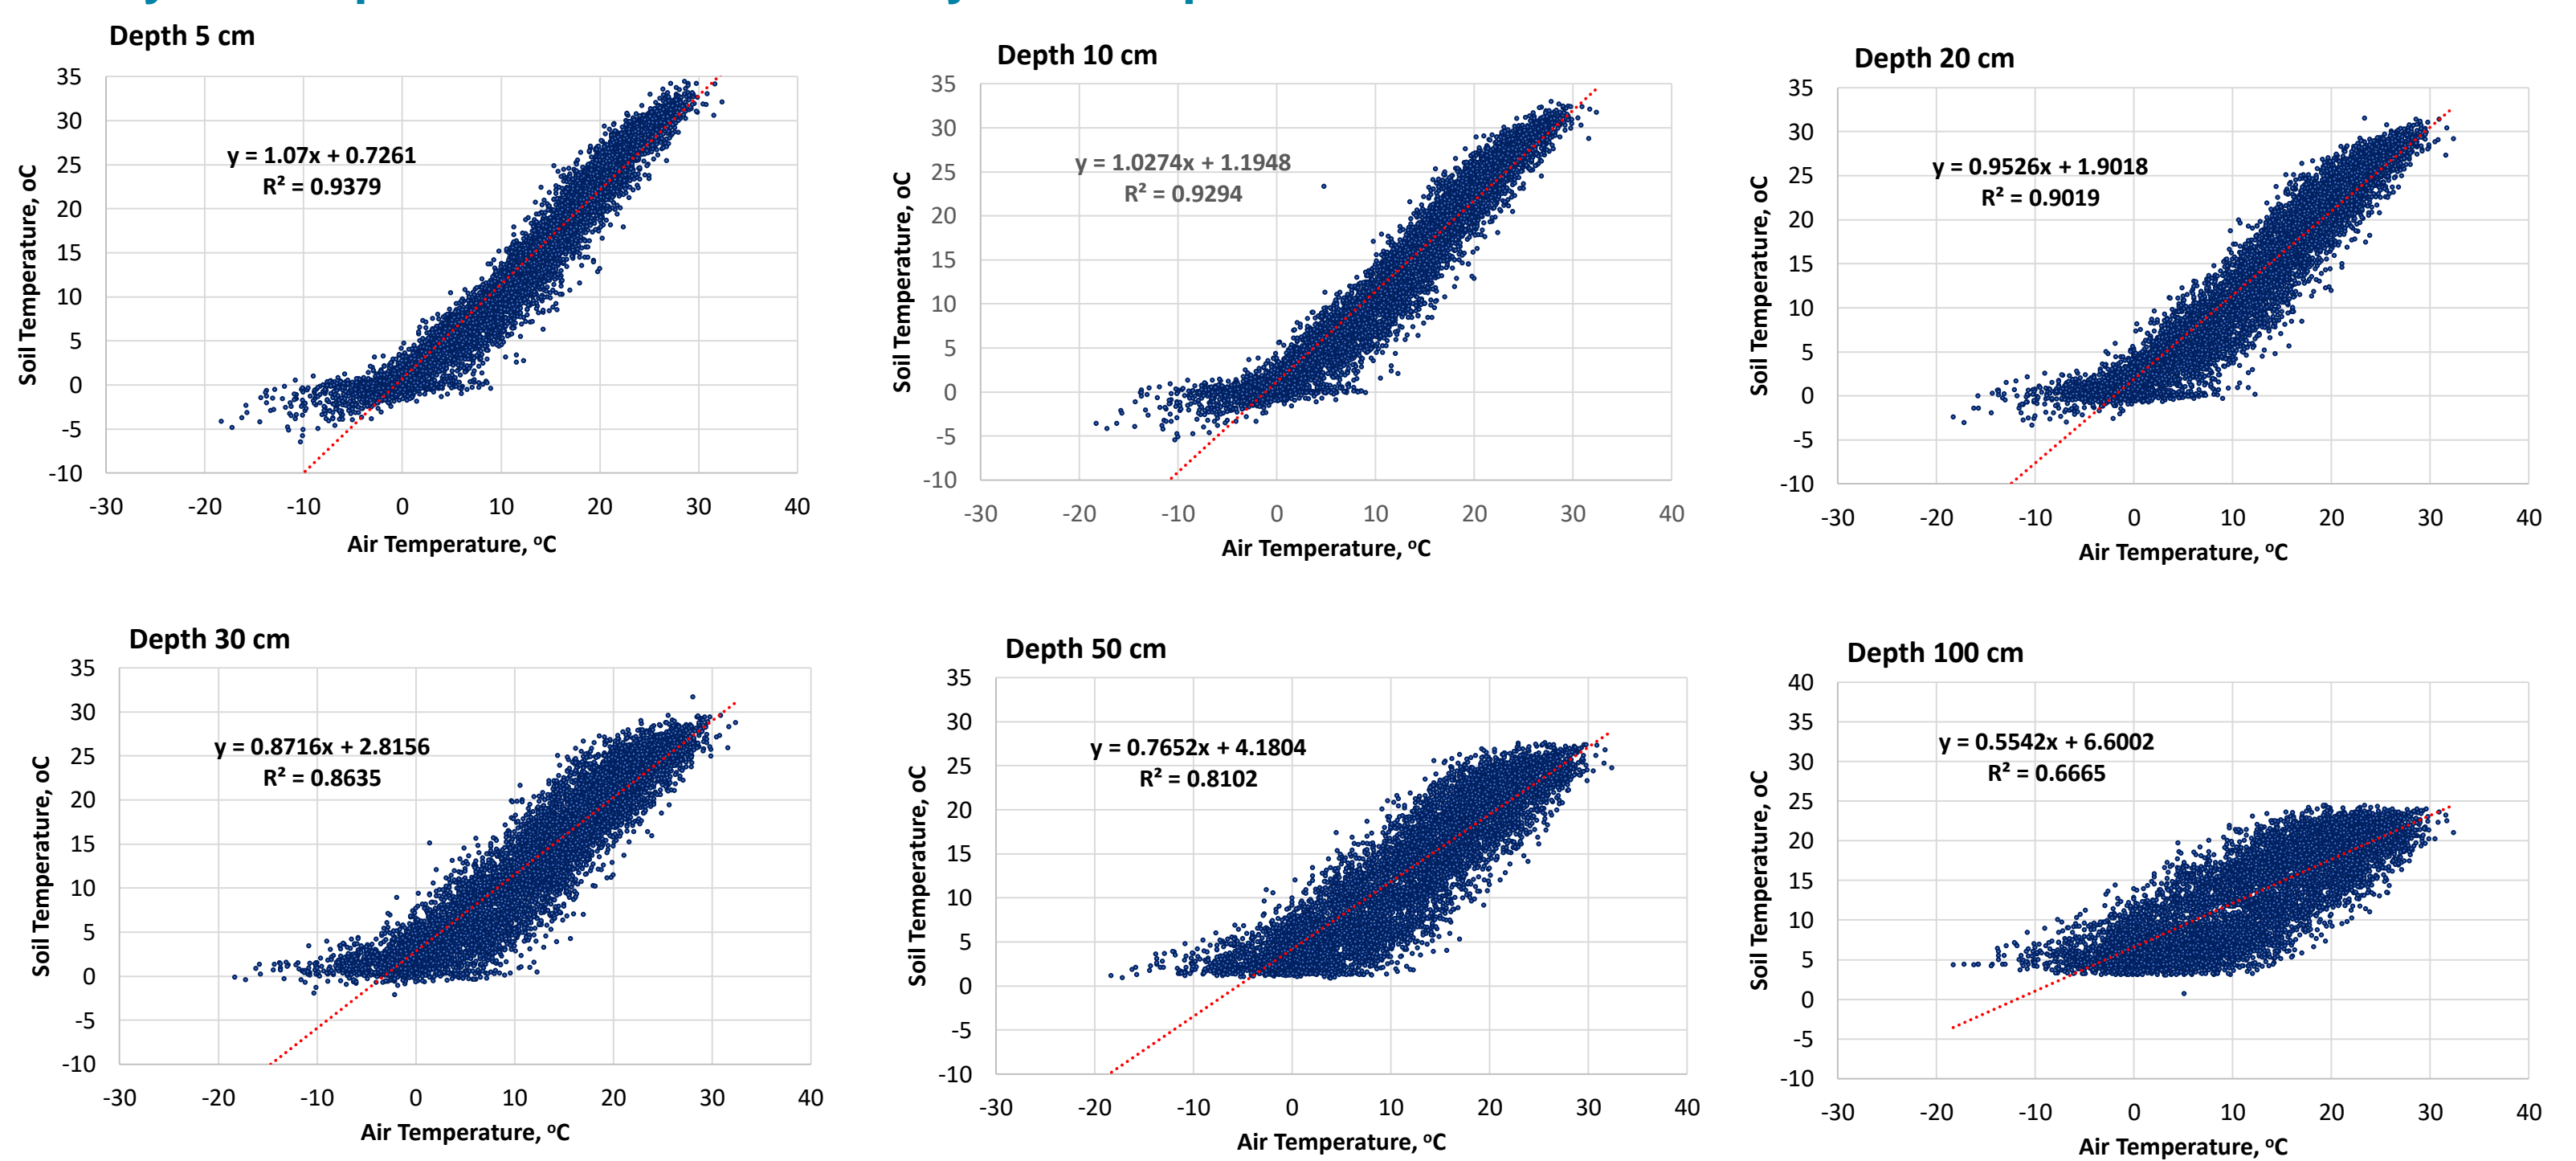 Depth 5 cm
35
30
25
20
15
10
5
0
-5
-10
y = 1.07x + 0.7261
R² = 0.9379
Soil Temperature, oC
-30 -20 -10 0 10 20 30 40
Air Temperature, ᵒC
Depth 10 cm
35
30
25
20
15
10
5
0
-5
-10
y = 1.0274x + 1.1948
R² = 0.9294
Soil Temperature, oC
-30 -20 -10 0 10 20 30 40
Air Temperature, ᵒC
Depth 20 cm
35
30
25
20
15
10
5
0
-5
-10
y = 0.9526x + 1.9018
R² = 0.9019
Soil Temperature, oC
-30 -20 -10 0 10 20 30 40
Air Temperature, ᵒC
Depth 30 cm
35
30
25
20
15
10
5
0
-5
-10
y = 0.8716x + 2.8156
R² = 0.8635
Soil Temperature, oC
-30 -20 -10 0 10 20 30 40
Air Temperature, ᵒC
Depth 50 cm
35
30
25
20
15
10
5
0
-5
-10
y = 0.7652x + 4.1804
R² = 0.8102
Soil Temperature, oC
-30 -20 -10 0 10 20 30 40
Air Temperature, ᵒC
Depth 100 cm
40
35
30
25
20
15
10
5
0
-5
-10
y = 0.5542x + 6.6002
R² = 0.6665
Soil Temperature, oC
-30 -20 -10 0 10 20 30 40
Air Temperature, ᵒC